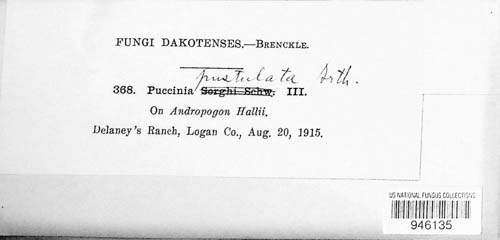 FUNGI DAKOTENSES.—BRENCKLE.
pustulata Arth.
368. Puccinia Sorghi Schw. III.
On Andropogon Hallii.
Delaney's Ranch, Logan Co., Aug. 20, 1915.
US NATIONAL FUNGUS COLLECTIONS
946135